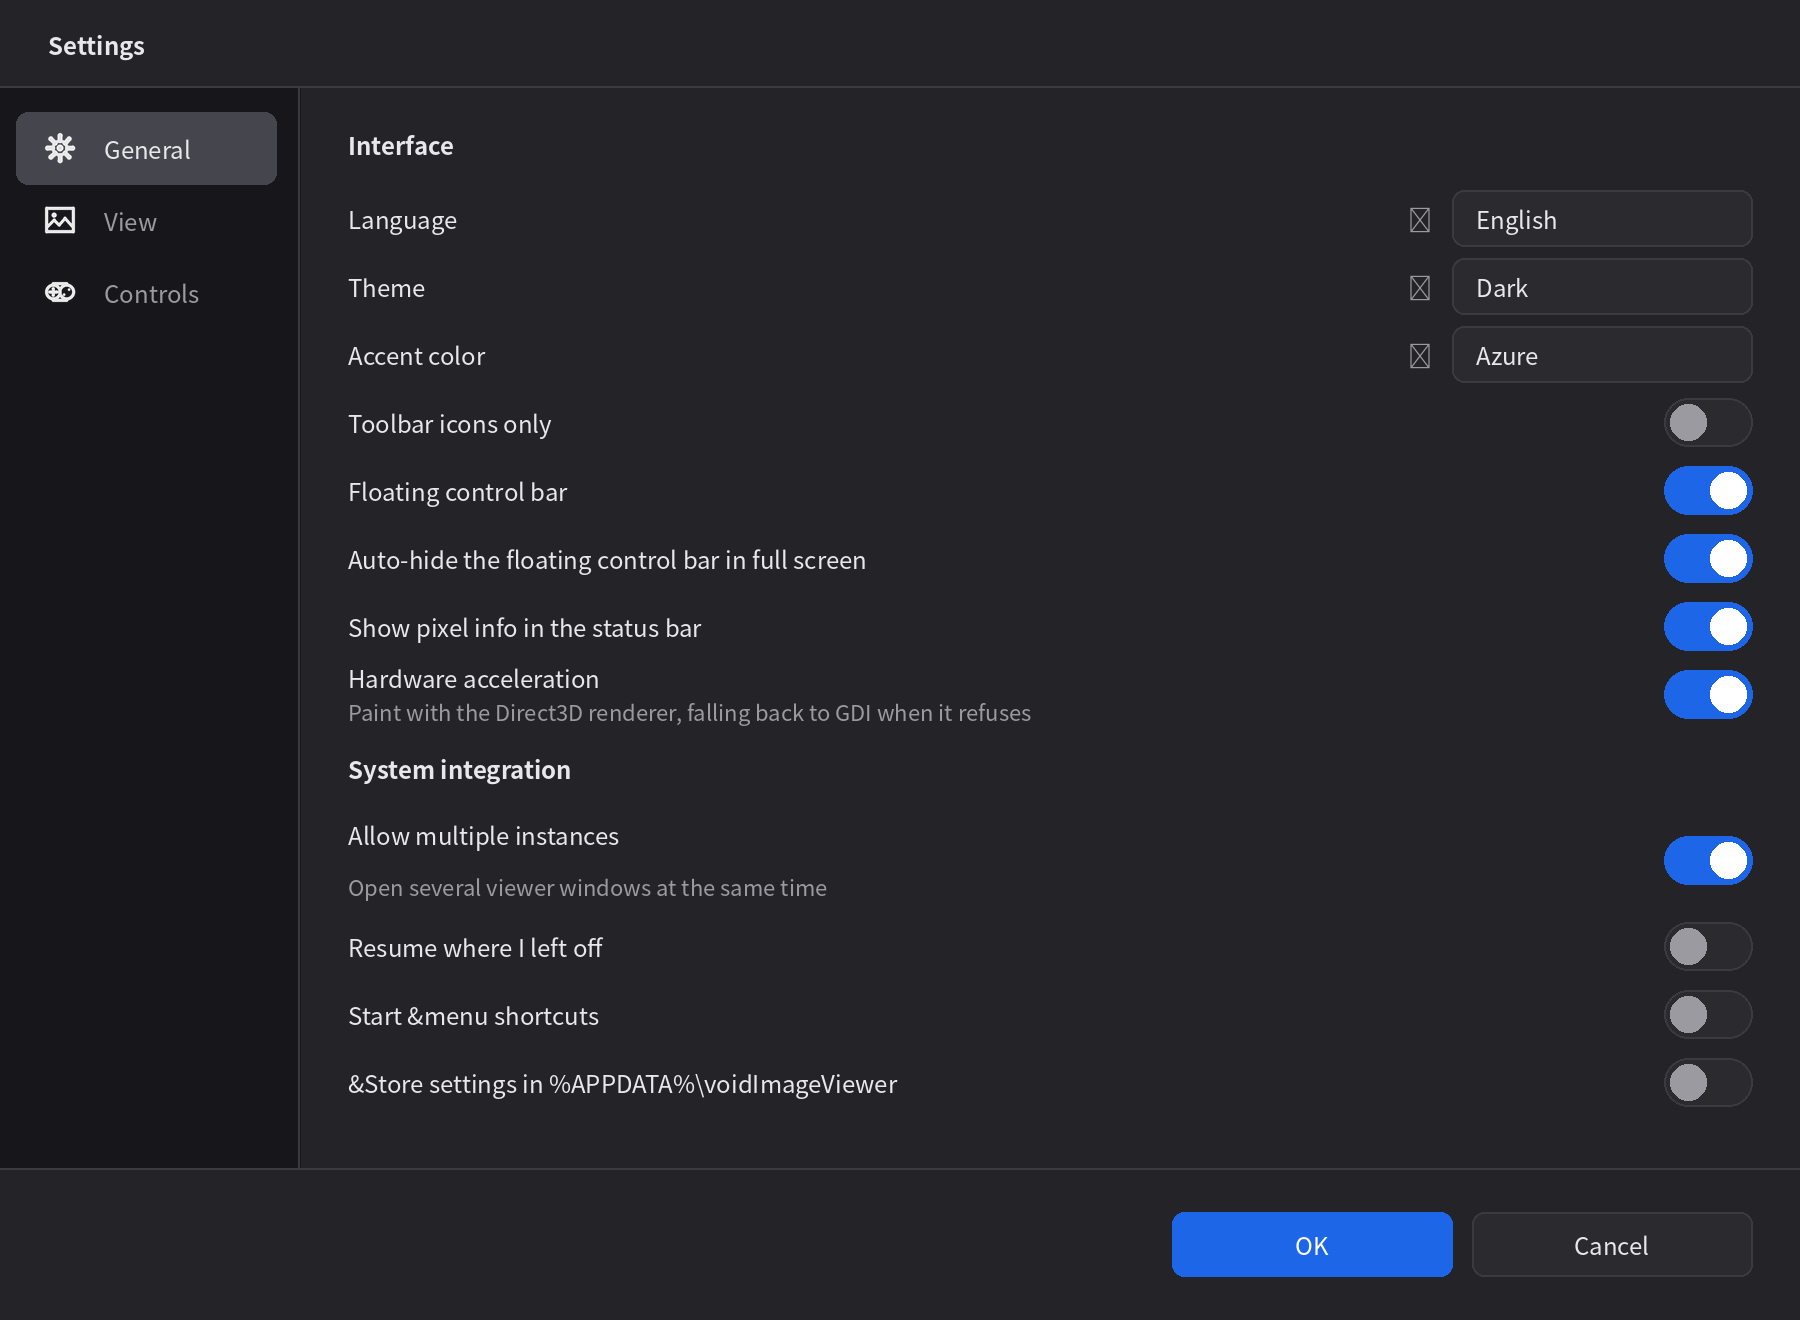 Settings
General
View
Controls
Interface
Language
English
Theme
Dark
Accent color
Azure
Toolbar icons only
Floating control bar
Auto-hide the floating control bar in full screen
Show pixel info in the status bar
Hardware acceleration
Paint with the Direct3D renderer, falling back to GDI when it refuses
System integration
Allow multiple instances
Open several viewer windows at the same time
Resume where I left off
Start &menu shortcuts
&Store settings in %APPDATA%\voidImageViewer
OK
Cancel